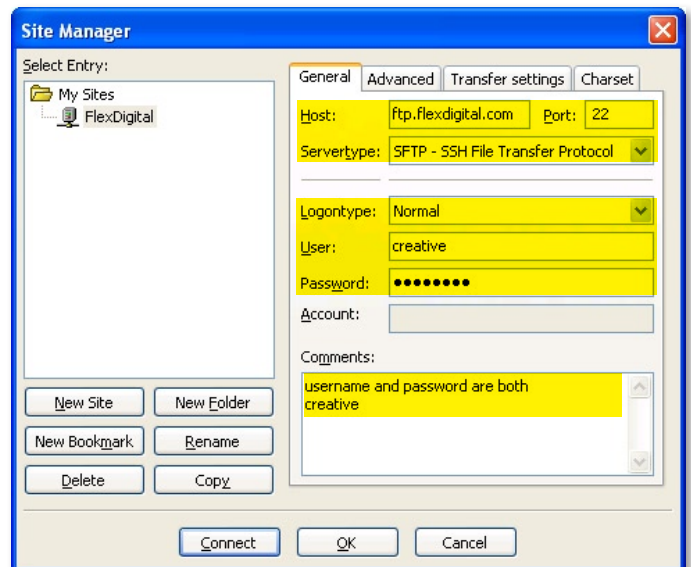 Site Manager
Select Entry:
My Sites
FlexDigital
New Site
New Folder
New Bookmark
Rename
Delete
Copy
General
Advanced
Transfer settings
Charset
Host:
ftp.flexdigital.com
Port:
22
Servertype:
SFTP - SSH File Transfer Protocol
Logontype:
Normal
User:
creative
Password:
●●●●●●●●
Account:
Comments:
username and password are both
creative
Connect
OK
Cancel